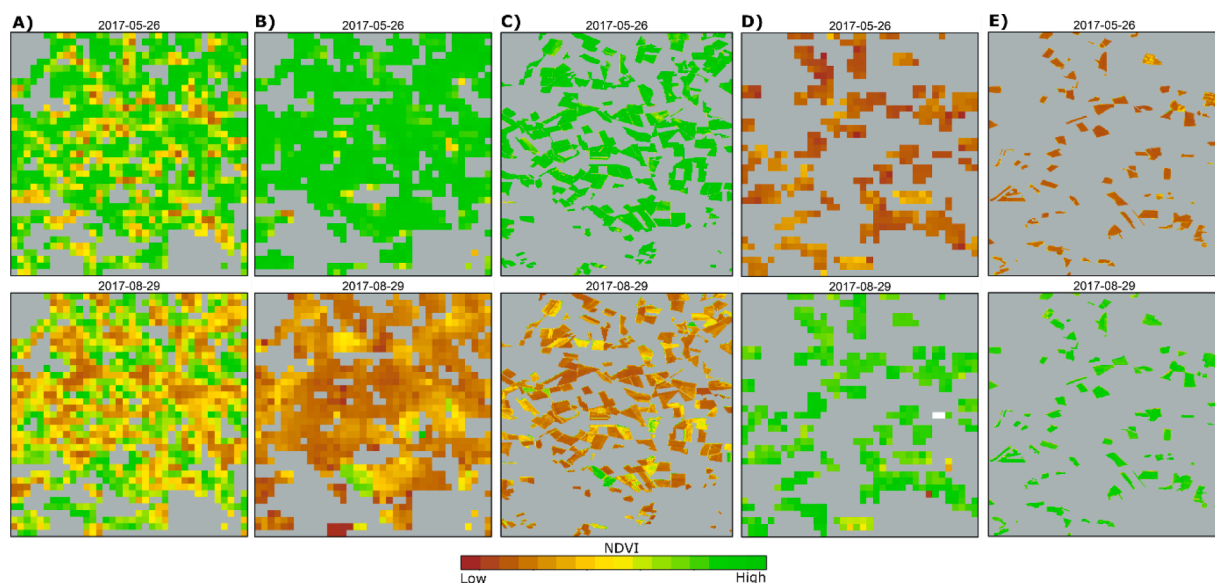 A) B) C) D) E)
2017-05-26 2017-05-26 2017-05-26 2017-05-26 2017-05-26
2017-08-29 2017-08-29 2017-08-29 2017-08-29 2017-08-29
NDVI
Low High